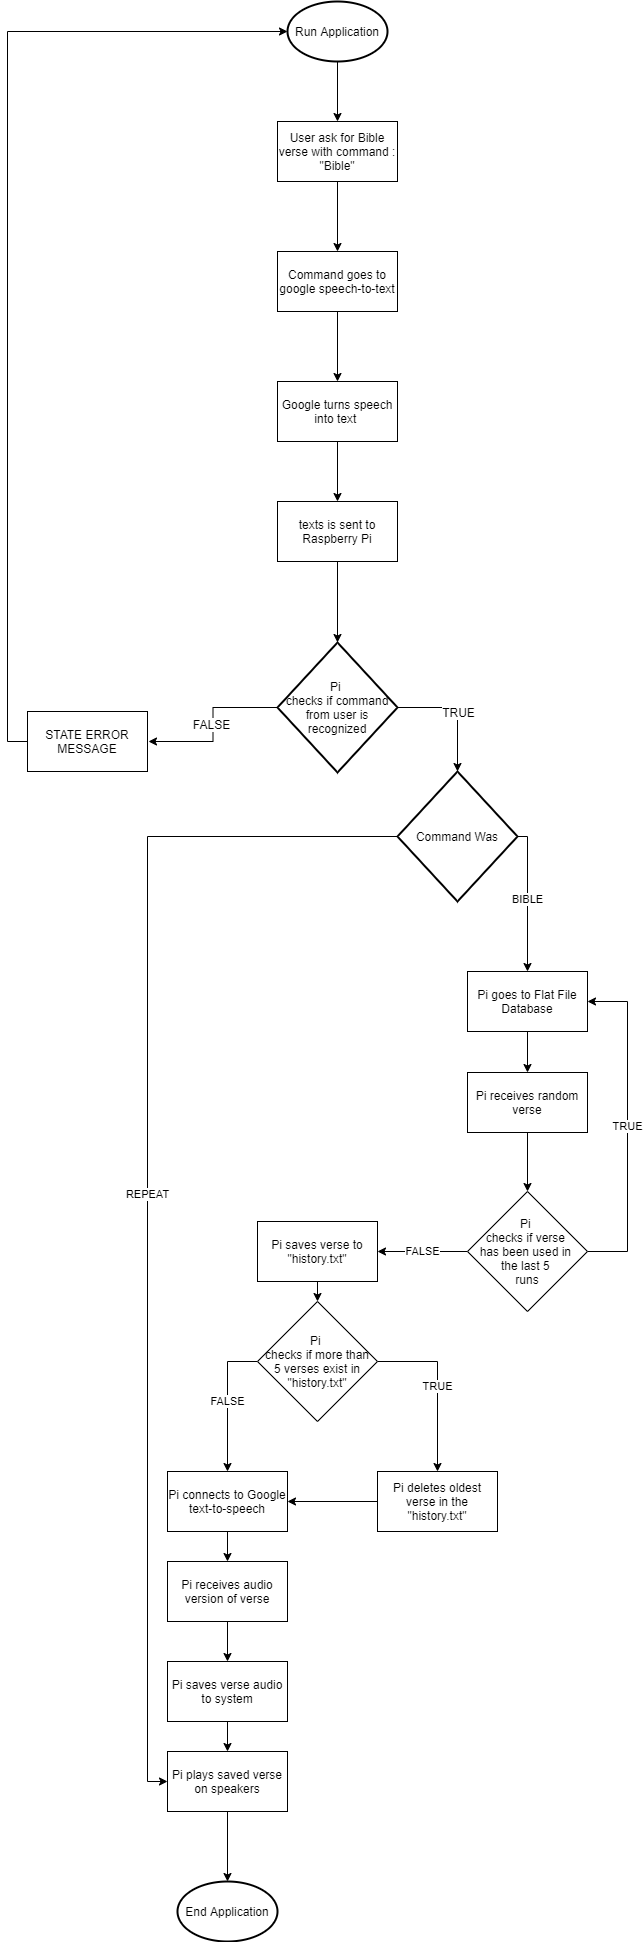 Run Application
User ask for Bible
verse with command :
"Bible"
Command goes to
google speech-to-text
Google turns speech
into text
texts is sent to
Raspberry Pi
Pi
checks if command
from user is
recognized
FALSE
TRUE
STATE ERROR
MESSAGE
Command Was
BIBLE
Pi goes to Flat File
Database
Pi receives random
verse
TRUE
REPEAT
Pi
checks if verse
has been used in
the last 5
runs
FALSE
Pi saves verse to
"history.txt"
Pi
checks if more than
5 verses exist in
"history.txt"
TRUE
FALSE
Pi connects to Google
text-to-speech
Pi deletes oldest
verse in the
"history.txt"
Pi receives audio
version of verse
Pi saves verse audio
to system
Pi plays saved verse
on speakers
End Application